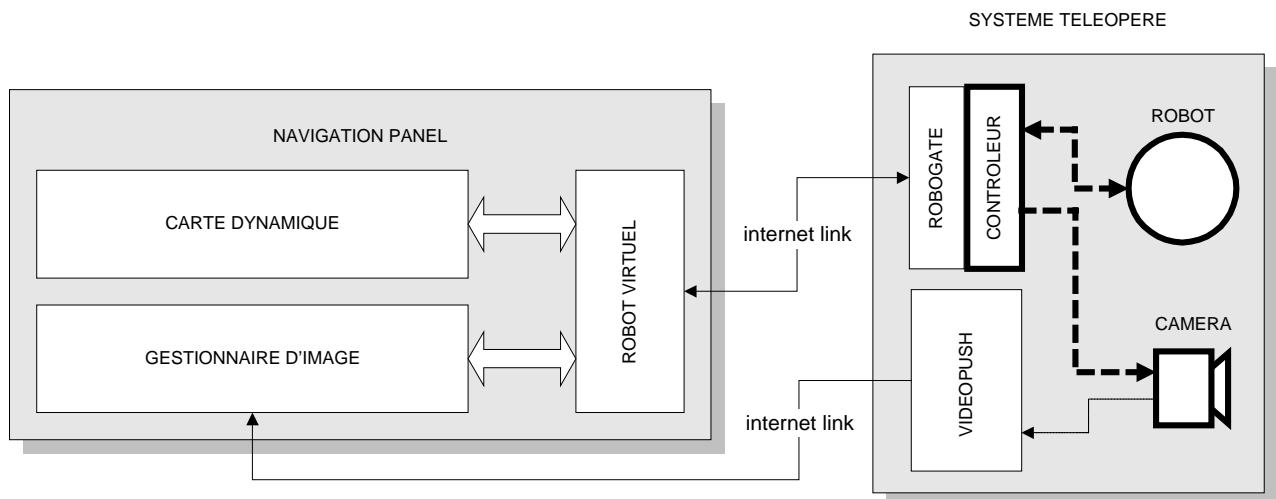 SYSTEME TELEOPERE
NAVIGATION PANEL
CARTE DYNAMIQUE
GESTIONNAIRE D'IMAGE
ROBOT VIRTUEL
internet link
internet link
ROBOGATE
CONTROLEUR
ROBOT
VIDEOPUSH
CAMERA